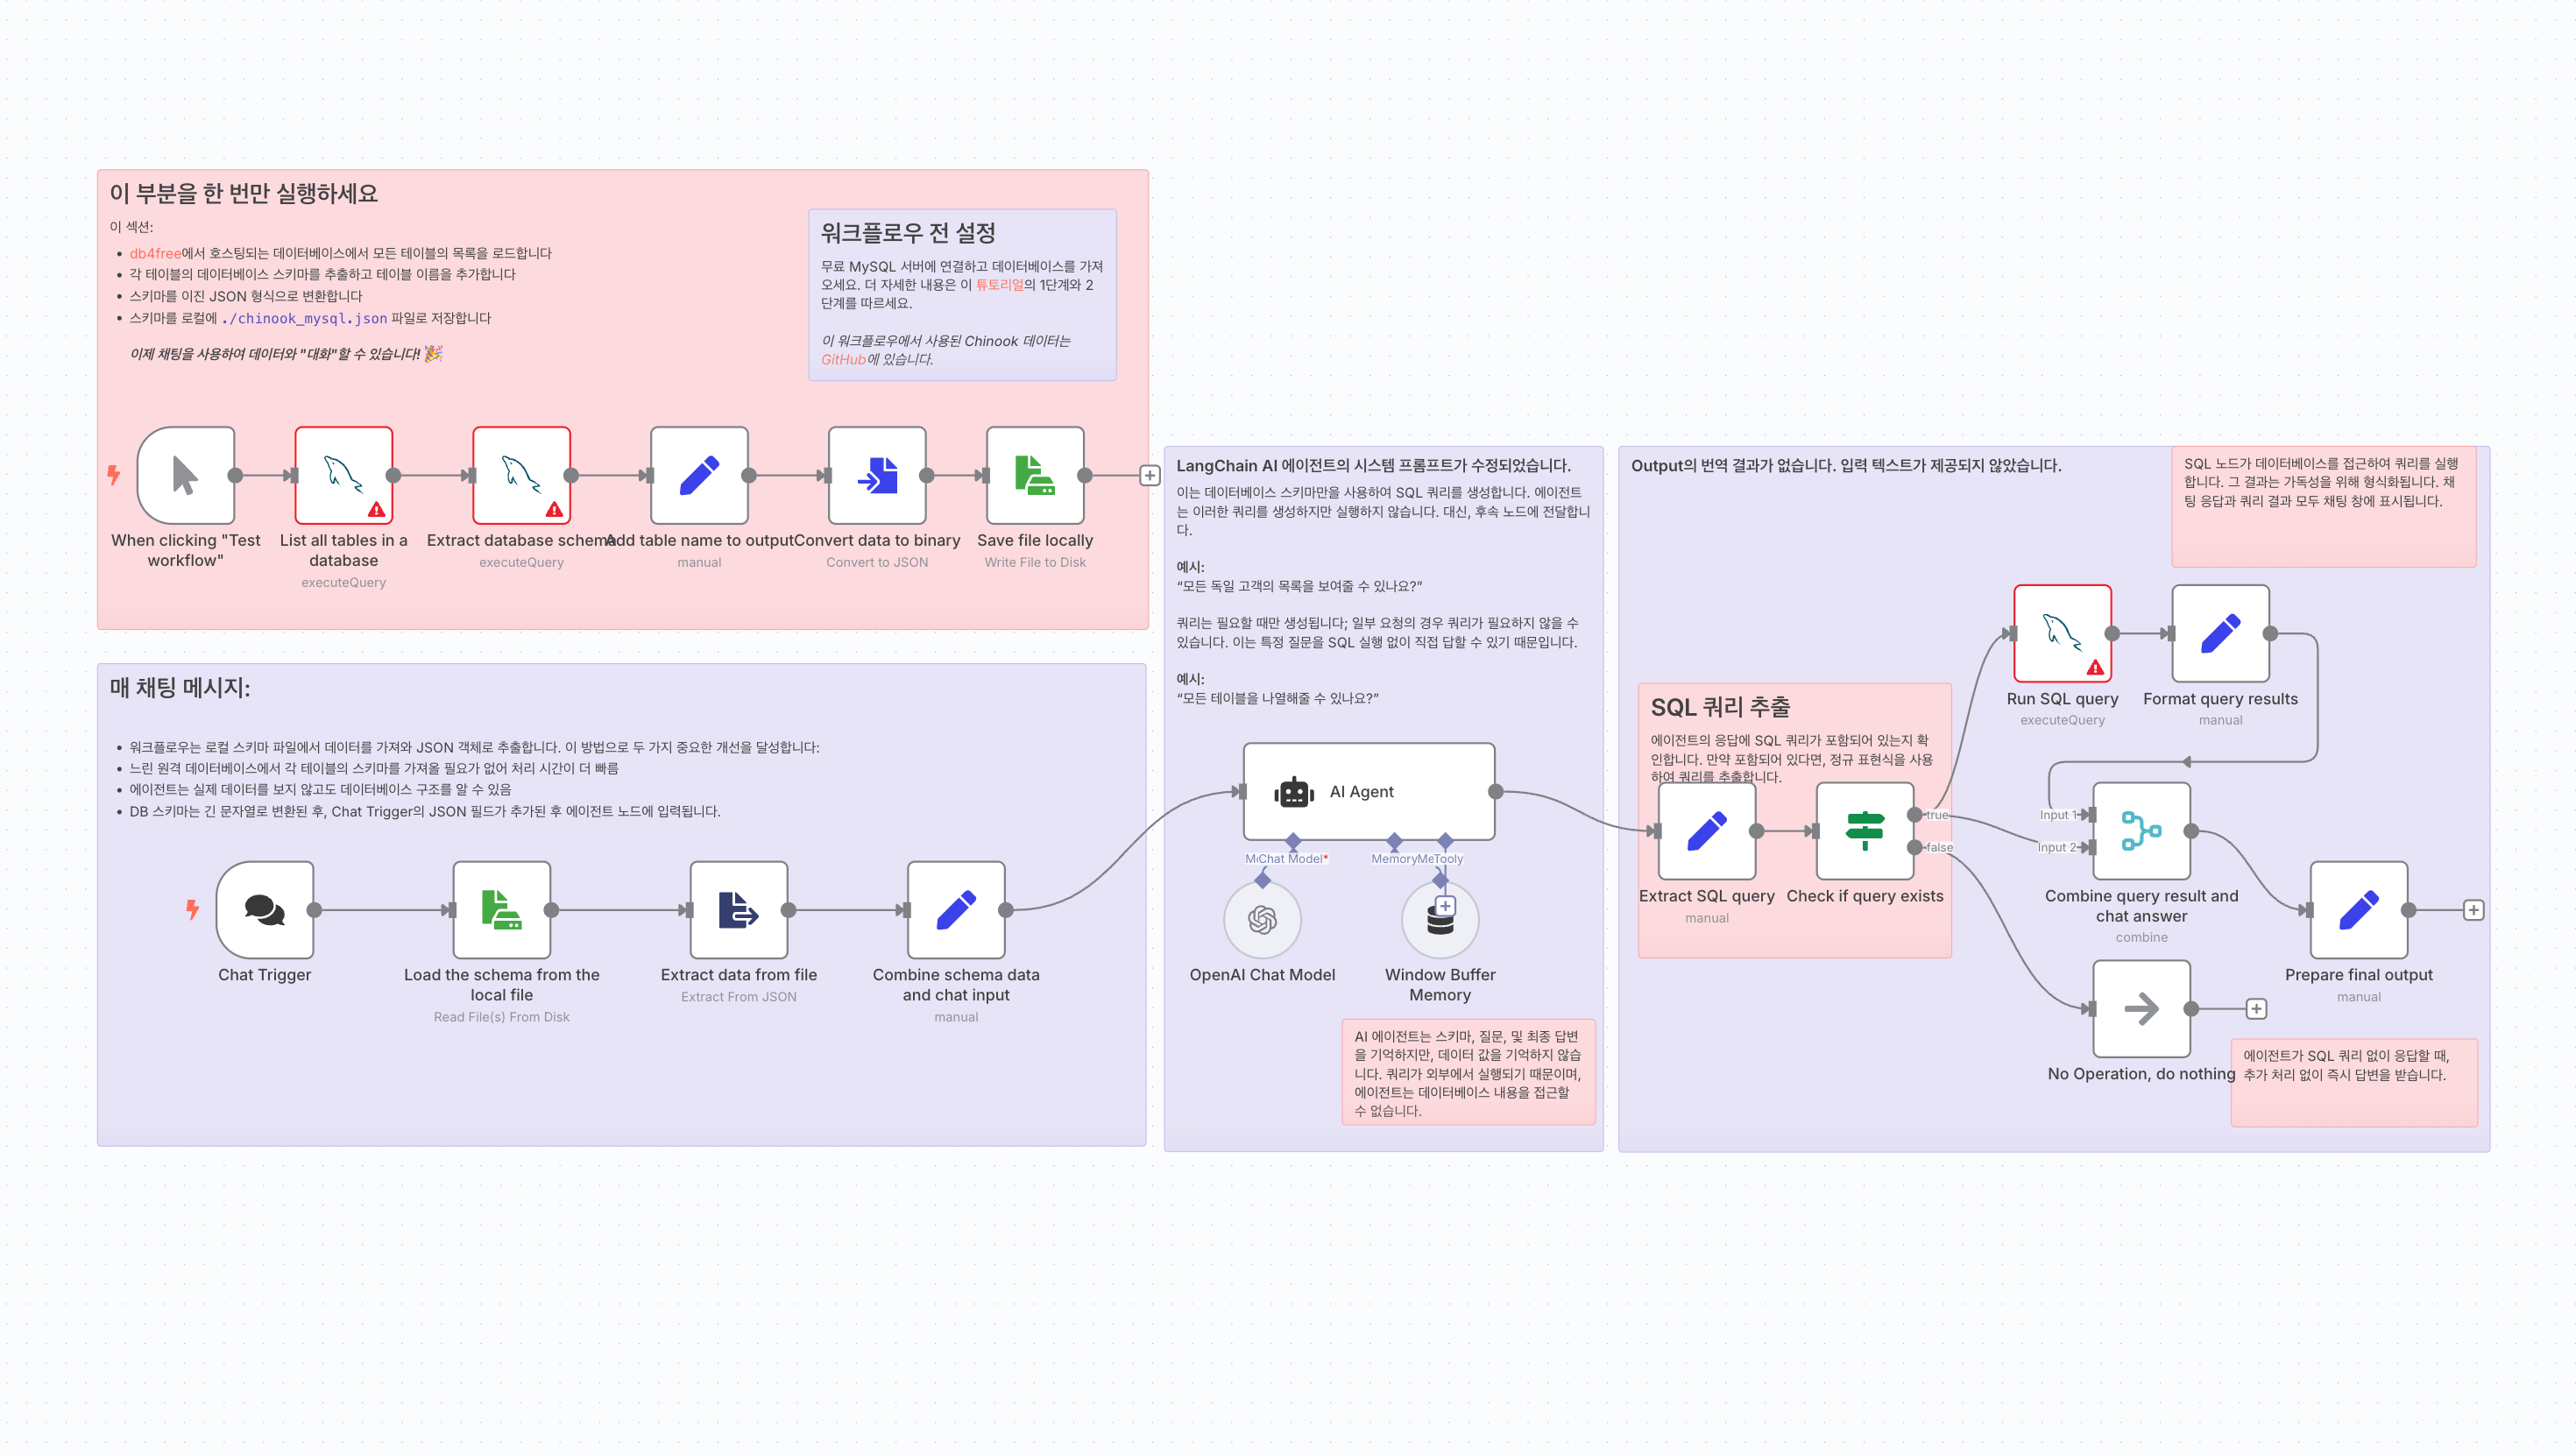 이 부분을 한 번만 실행하세요
이 섹션:
db4free에서 호스팅되는 데이터베이스에서 모든 테이블의 목록을 로드합니다
각 테이블의 데이터베이스 스키마를 추출하고 테이블 이름을 추가합니다
스키마를 이진 JSON 형식으로 변환합니다
스키마를 로컬에 ./chinook_mysql.json 파일로 저장합니다
이제 채팅을 사용하여 데이터와 "대화"할 수 있습니다! 🎉
워크플로우 전 설정
무료 MySQL 서버에 연결하고 데이터베이스를 가져
오세요. 더 자세한 내용은 이 튜토리얼의 1단계와 2
단계를 따르세요.
이 워크플로우에서 사용된 Chinook 데이터는
GitHub에 있습니다.
When clicking "Test
workflow"
List all tables in a
database
executeQuery
Extract database schema
executeQuery
Add table name to output
manual
Convert data to binary
Convert to JSON
Save file locally
Write File to Disk
매 채팅 메시지:
워크플로우는 로컬 스키마 파일에서 데이터를 가져와 JSON 객체로 추출합니다. 이 방법으로 두 가지 중요한 개선을 달성합니다:
느린 원격 데이터베이스에서 각 테이블의 스키마를 가져올 필요가 없어 처리 시간이 더 빠름
에이전트는 실제 데이터를 보지 않고도 데이터베이스 구조를 알 수 있음
DB 스키마는 긴 문자열로 변환된 후, Chat Trigger의 JSON 필드가 추가된 후 에이전트 노드에 입력됩니다.
Chat Trigger
Load the schema from the
local file
Read File(s) From Disk
Extract data from file
Extract From JSON
Combine schema data
and chat input
manual
LangChain AI 에이전트의 시스템 프롬프트가 수정되었습니다.
이는 데이터베이스 스키마만을 사용하여 SQL 쿼리를 생성합니다. 에이전트
는 이러한 쿼리를 생성하지만 실행하지 않습니다. 대신, 후속 노드에 전달합니
다.
예시:
“모든 독일 고객의 목록을 보여줄 수 있나요?”
쿼리는 필요할 때만 생성됩니다; 일부 요청의 경우 쿼리가 필요하지 않을 수
있습니다. 이는 특정 질문을 SQL 실행 없이 직접 답할 수 있기 때문입니다.
예시:
“모든 테이블을 나열해줄 수 있나요?”
AI Agent
Chat Model*
Memory
Tool
OpenAI Chat Model
Window Buffer
Memory
AI 에이전트는 스키마, 질문, 및 최종 답변
을 기억하지만, 데이터 값을 기억하지 않습
니다. 쿼리가 외부에서 실행되기 때문이며,
에이전트는 데이터베이스 내용을 접근할
수 없습니다.
Output의 번역 결과가 없습니다. 입력 텍스트가 제공되지 않았습니다.
SQL 노드가 데이터베이스를 접근하여 쿼리를 실행
합니다. 그 결과는 가독성을 위해 형식화됩니다. 채
팅 응답과 쿼리 결과 모두 채팅 창에 표시됩니다.
Run SQL query
executeQuery
Format query results
manual
SQL 쿼리 추출
에이전트의 응답에 SQL 쿼리가 포함되어 있는지 확
인합니다. 만약 포함되어 있다면, 정규 표현식을 사용
하여 쿼리를 추출합니다.
Extract SQL query
manual
Check if query exists
true
false
Input 1
Input 2
Combine query result and
chat answer
combine
Prepare final output
manual
No Operation, do nothing
에이전트가 SQL 쿼리 없이 응답할 때,
추가 처리 없이 즉시 답변을 받습니다.